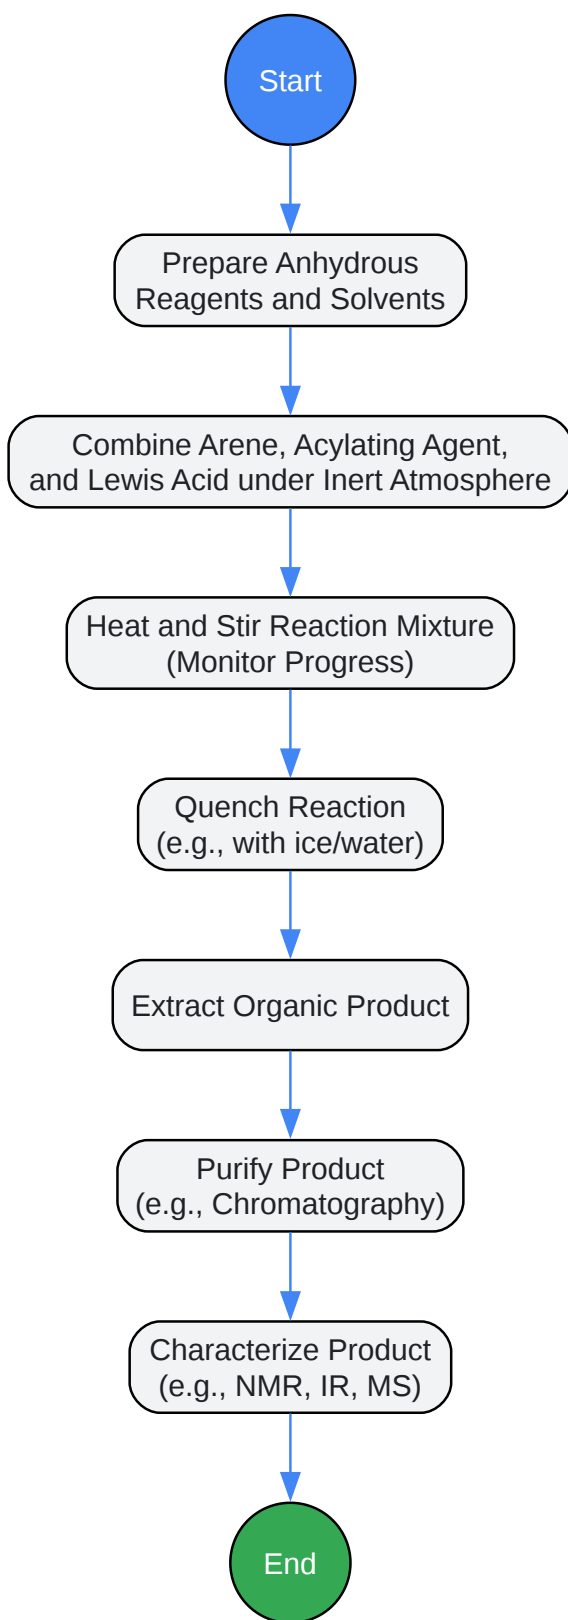 Start
Prepare Anhydrous
Reagents and Solvents
Combine Arene, Acylating Agent,
and Lewis Acid under Inert Atmosphere
Heat and Stir Reaction Mixture
(Monitor Progress)
Quench Reaction
(e.g., with ice/water)
Extract Organic Product
Purify Product
(e.g., Chromatography)
Characterize Product
(e.g., NMR, IR, MS)
End